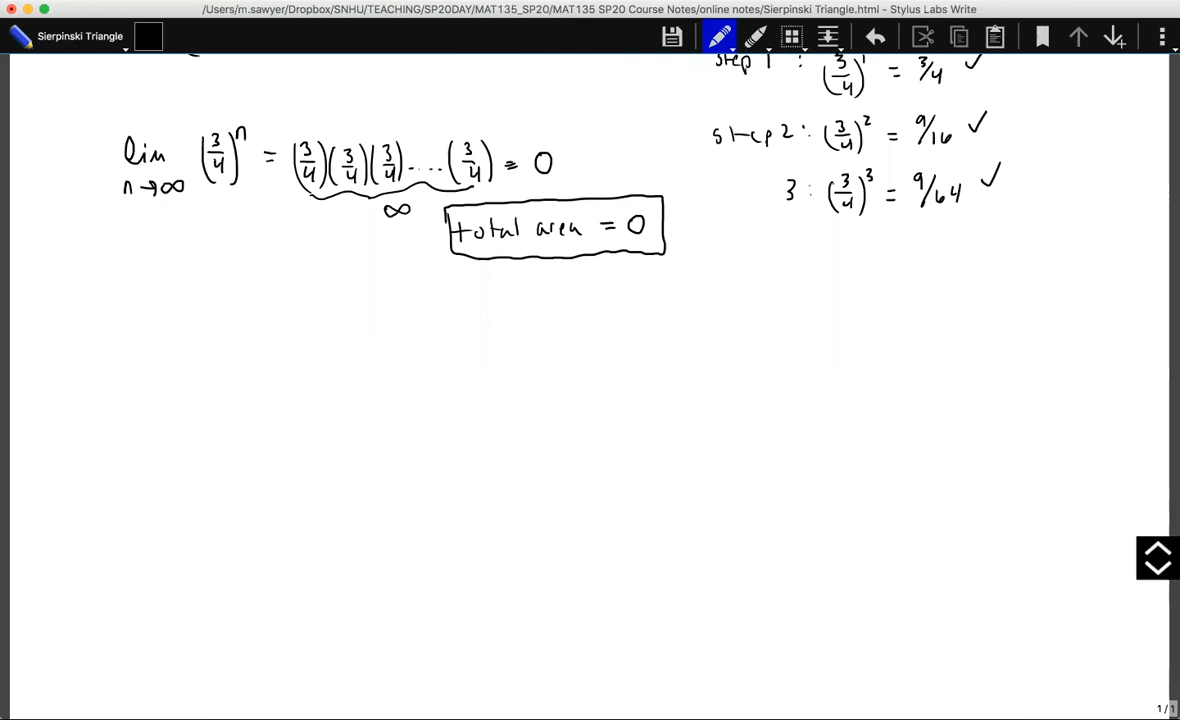 /Users/m.sawyer/Dropbox/SNHU/TEACHING/SP20DAY/MAT135_SP20/MAT135 SP20 Course Notes/online notes/Sierpinski Triangle.html - Stylus Labs Write
Sierpinski Triangle
step 1 : (3/4)^1 = 3/4 ✓
lim n→∞ (3/4)^n = (3/4)(3/4)(3/4)....(3/4) = 0
∞
step 2 : (3/4)^2 = 9/16 ✓
3 : (3/4)^3 = 9/64 ✓
total area = 0
1/1